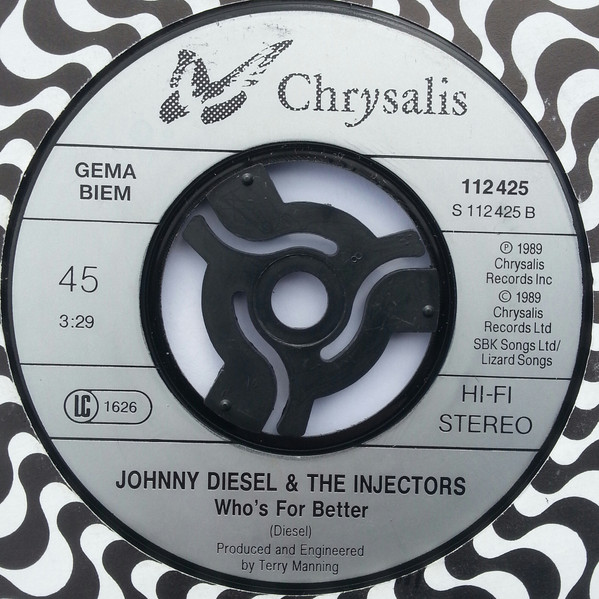 Chrysalis
GEMA
BIEM
112 425
S 112 425 B
45
3:29
℗ 1989
Chrysalis
Records Inc
© 1989
Chrysalis
Records Ltd
SBK Songs Ltd/
Lizard Songs
LC 1626
HI-FI
STEREO
JOHNNY DIESEL & THE INJECTORS
Who's For Better
(Diesel)
Produced and Engineered
by Terry Manning